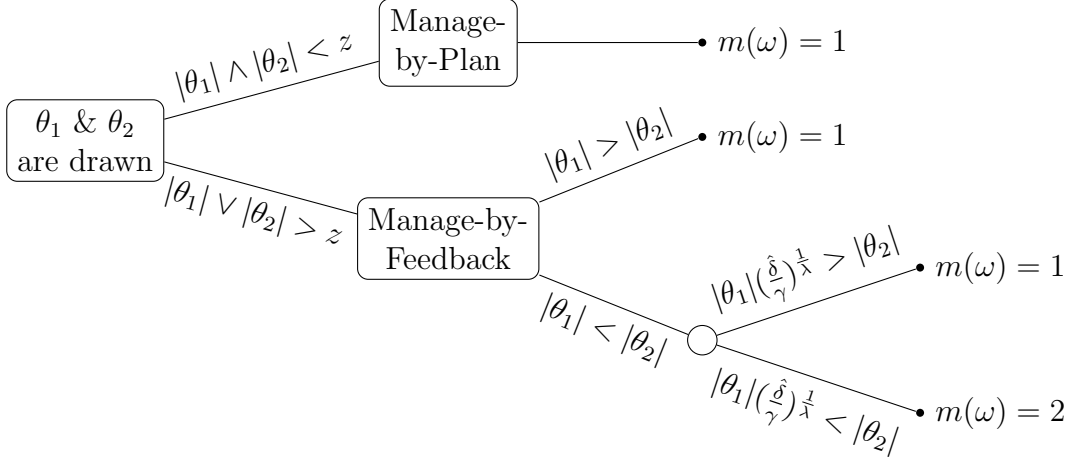 θ₁ & θ₂
are drawn
|θ₁| ∧ |θ₂| < z
Manage-
by-Plan
m(ω) = 1
|θ₁| ∨ |θ₂| > z
Manage-by-
Feedback
|θ₁| > |θ₂|
m(ω) = 1
|θ₁| < |θ₂|
|θ₁|(δ̂/γ)^(1/λ) > |θ₂|
m(ω) = 1
|θ₁|(δ̂/γ)^(1/λ) < |θ₂|
m(ω) = 2